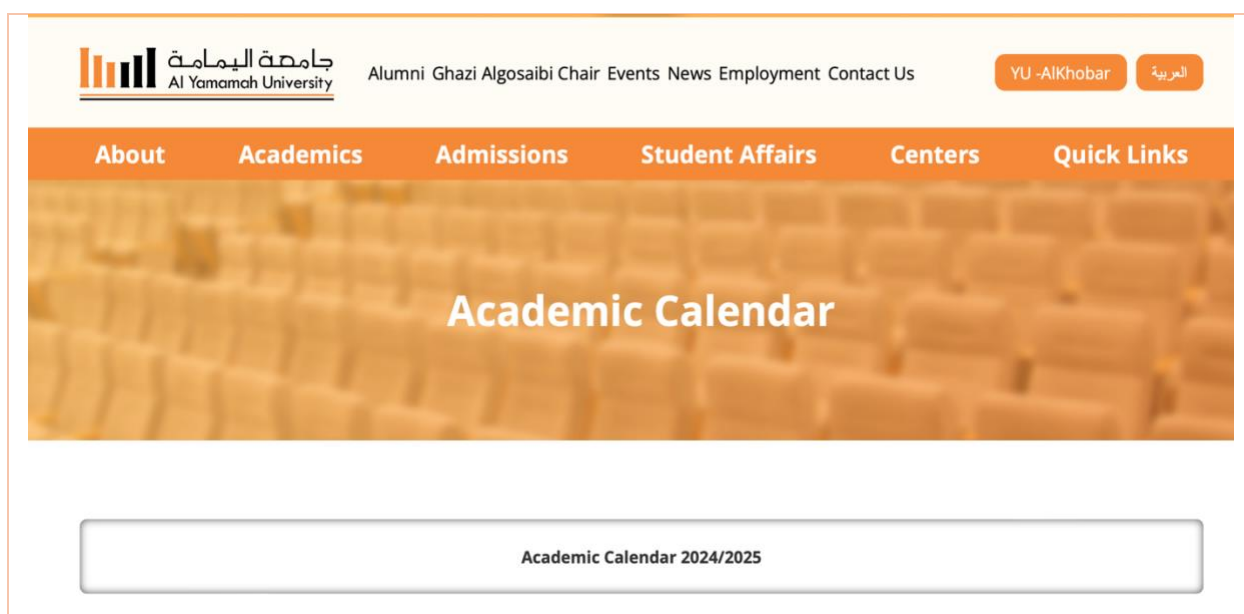 جامعة اليمامة
Al Yamamah University
Alumni Ghazi Algosaibi Chair Events News Employment Contact Us
YU -AlKhobar
العربية
About Academics Admissions Student Affairs Centers Quick Links
Academic Calendar
Academic Calendar 2024/2025